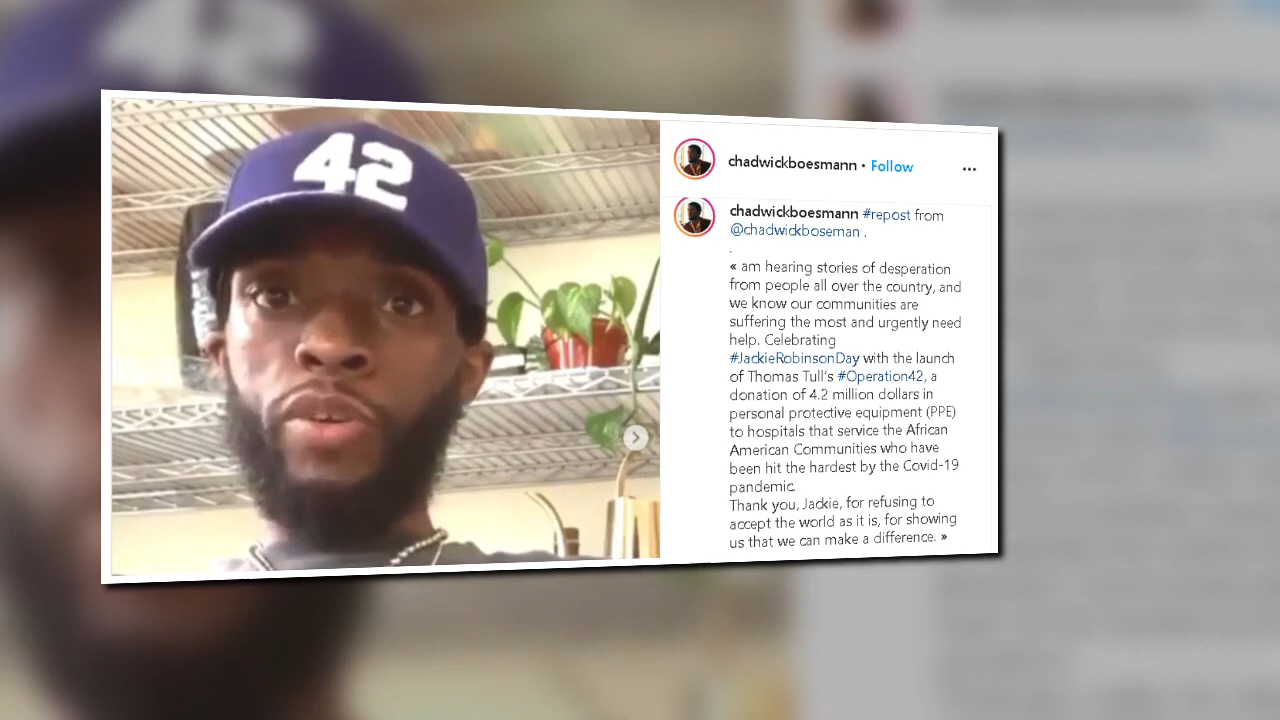 42
chadwickboesmann • Follow
...
chadwickboesmann #repost from
@chadwickboseman .
.
« am hearing stories of desperation
from people all over the country, and
we know our communities are
suffering the most and urgently need
help. Celebrating
#JackieRobinsonDay with the launch
of Thomas Tull's #Operation42, a
donation of 4.2 million dollars in
personal protective equipment (PPE)
to hospitals that service the African
American Communities who have
been hit the hardest by the Covid-19
pandemic.
Thank you, Jackie, for refusing to
accept the world as it is, for showing
us that we can make a difference. »